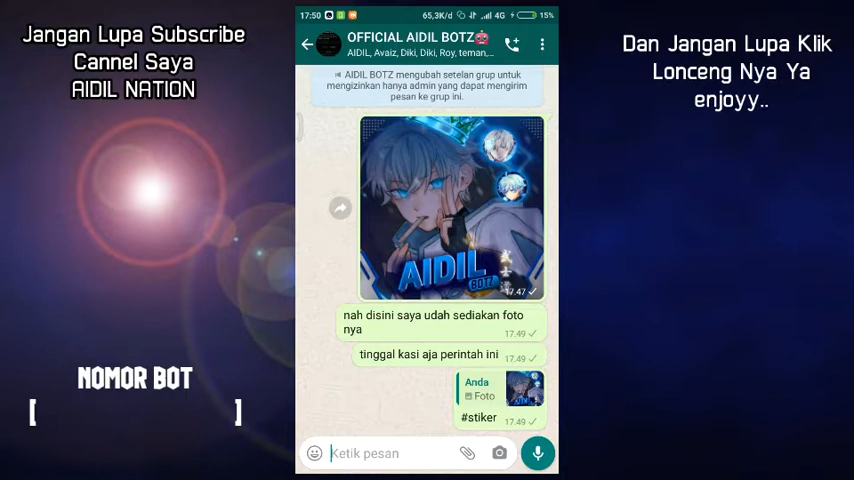 Jangan Lupa Subscribe
Cannel Saya
AIDIL NATION
Dan Jangan Lupa Klik
Lonceng Nya Ya
enjoyy..
NOMOR BOT
[ ]
17:50 65,3K/d 4G 15%
OFFICIAL AIDIL BOTZ🤖
AIDIL, Avaiz, Diki, Diki, Roy, teman,...
AIDIL BOTZ mengubah setelan grup untuk
mengizinkan hanya admin yang dapat mengirim
pesan ke grup ini.
AIDIL
BOTZ
17.47
nah disini saya udah sediakan foto
nya
17.49
tinggal kasi aja perintah ini 17.49
Anda
Foto
#stiker
17.49
Ketik pesan